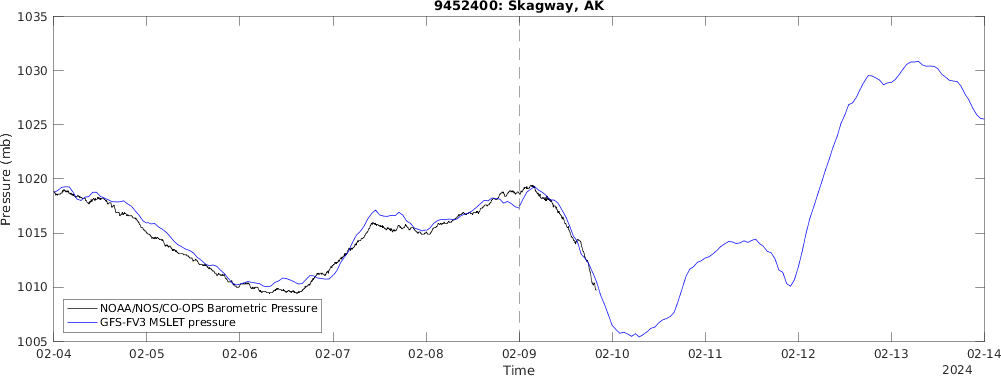 9452400: Skagway, AK
Pressure (mb)
1035
1030
1025
1020
1015
1010
1005
NOAA/NOS/CO-OPS Barometric Pressure
GFS-FV3 MSLET pressure
02-04 02-05 02-06 02-07 02-08 02-09 02-10 02-11 02-12 02-13 02-14
Time
2024